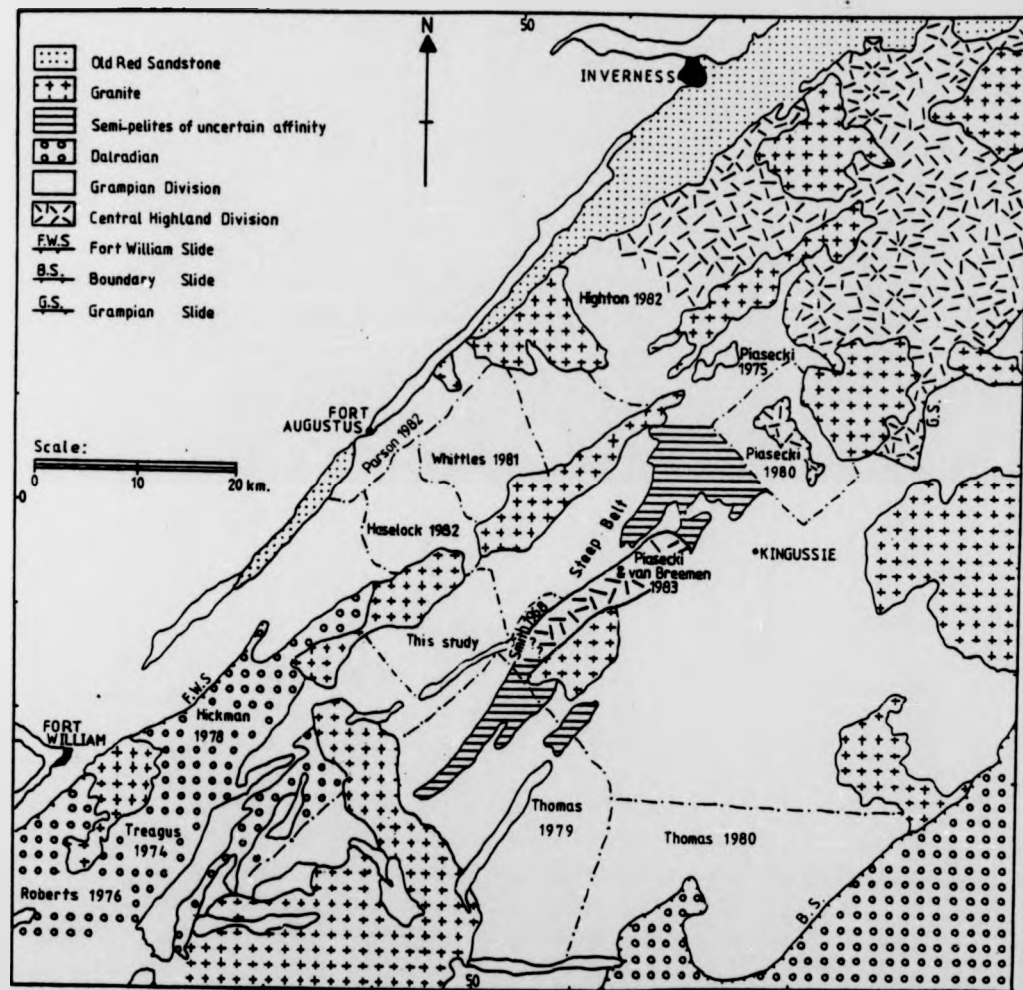 50
N
INVERNESS
Old Red Sandstone
Granite
Semi-pelites of uncertain affinity
Dalradian
Grampian Division
Central Highland Division
F.W.S Fort William Slide
B.S. Boundary Slide
G.S. Grampian Slide
Highton 1982
Piasecki
1975
G.S.
FORT
AUGUSTUS
Parson 1982
Scale:
0 10 20 km.
Whittles 1981
Piasecki
1980
0
Haselock 1982
Steep Belt
KINGUSSIE
Piasecki
& van Breemen
1983
This study
Smith 1968
F.W.S
Hickman
1978
FORT
WILLIAM
Treagus
1974
Thomas
1979
Thomas 1980
Roberts 1976
B.S.
50